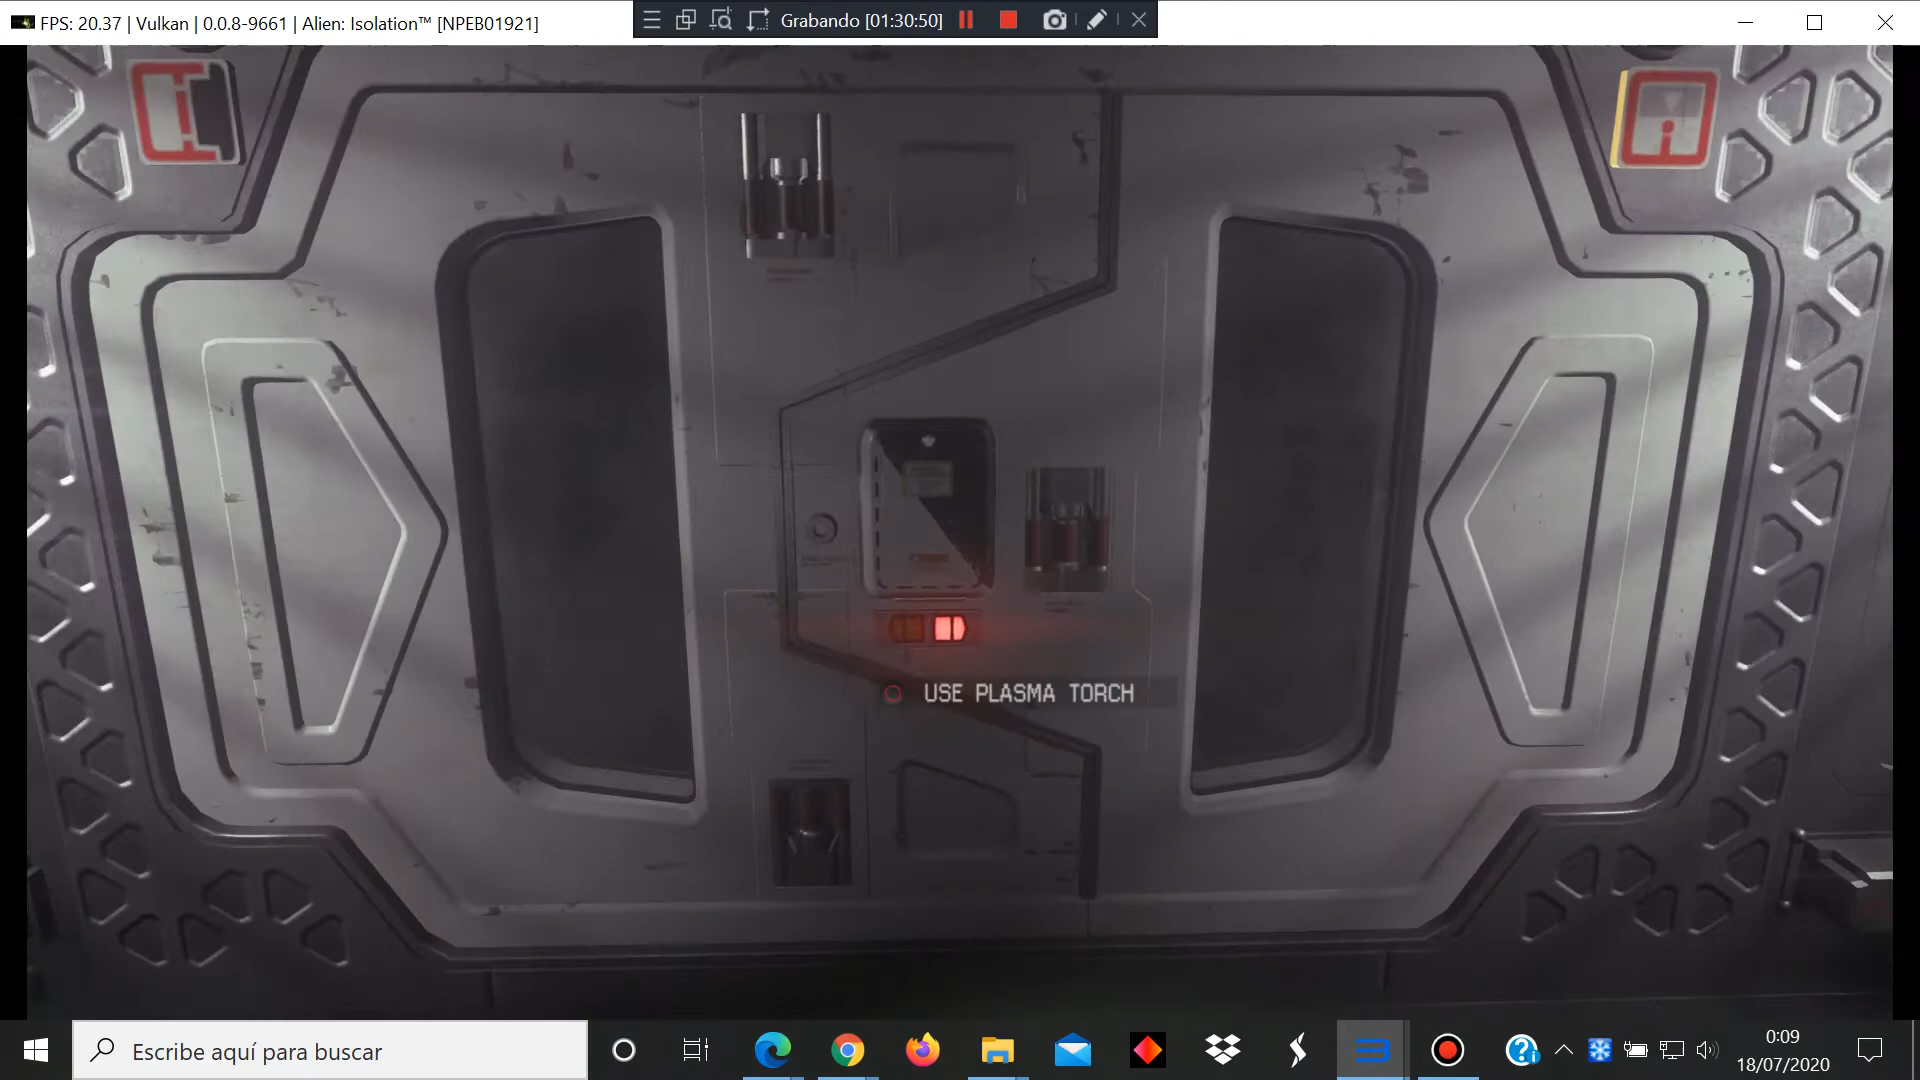 FPS: 20.37 | Vulkan | 0.0.8-9661 | Alien: Isolation™ [NPEB01921]
Grabando [01:30:50]
USE PLASMA TORCH
Escribe aquí para buscar
0:09
18/07/2020